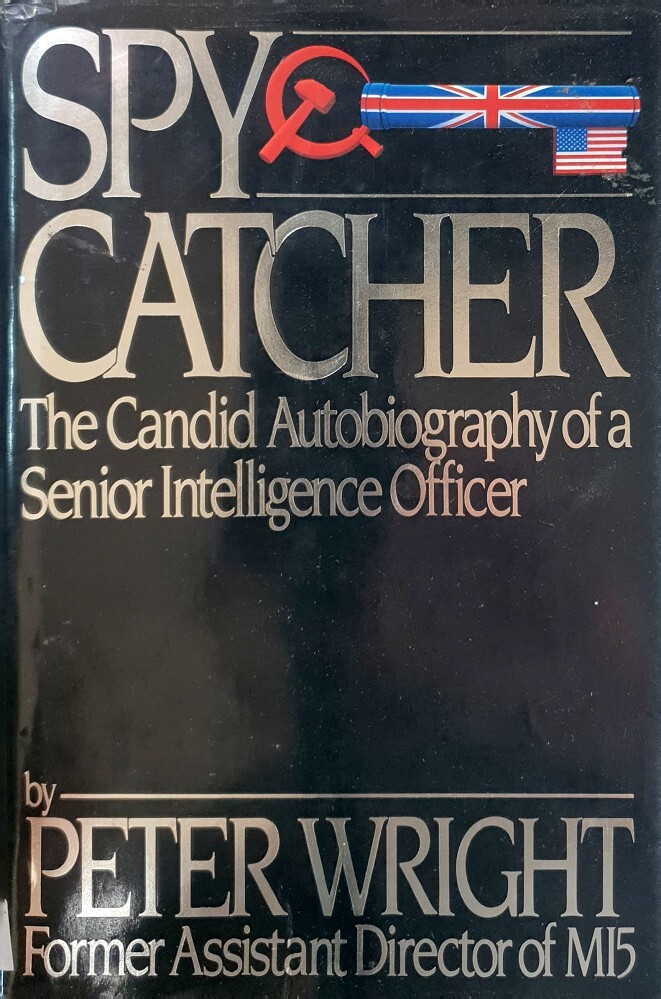 SPY
CATCHER
The Candid Autobiography of a
Senior Intelligence Officer
by
PETER WRIGHT
Former Assistant Director of MI5